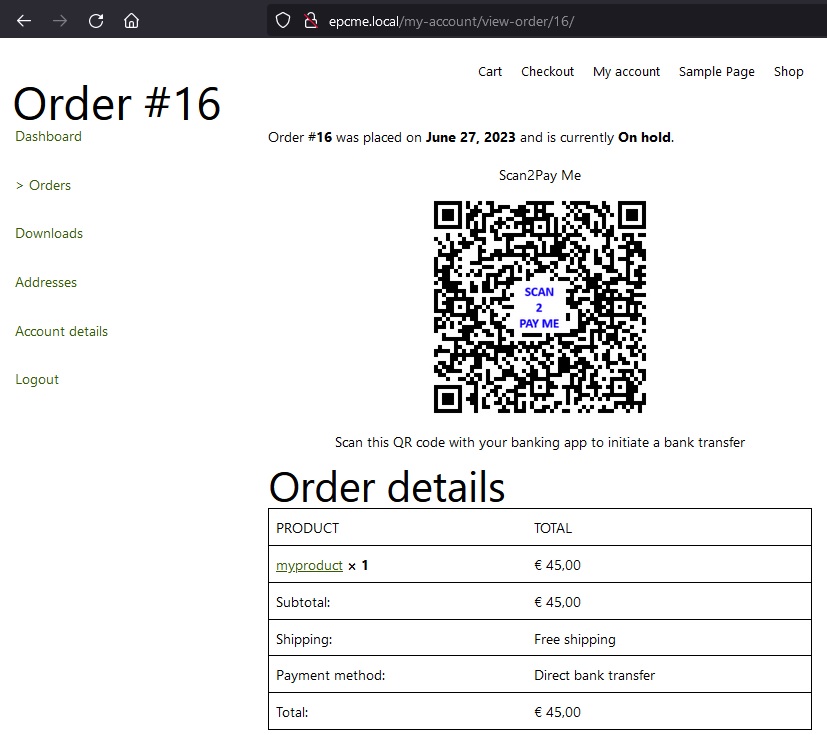 epcme.local/my-account/view-order/16/
Cart Checkout My account Sample Page Shop
Order #16
Dashboard
> Orders
Downloads
Addresses
Account details
Logout
Order #16 was placed on June 27, 2023 and is currently On hold.
Scan2Pay Me
SCAN
2
PAY ME
Scan this QR code with your banking app to initiate a bank transfer
Order details
PRODUCT TOTAL
myproduct × 1 € 45,00
Subtotal: € 45,00
Shipping: Free shipping
Payment method: Direct bank transfer
Total: € 45,00